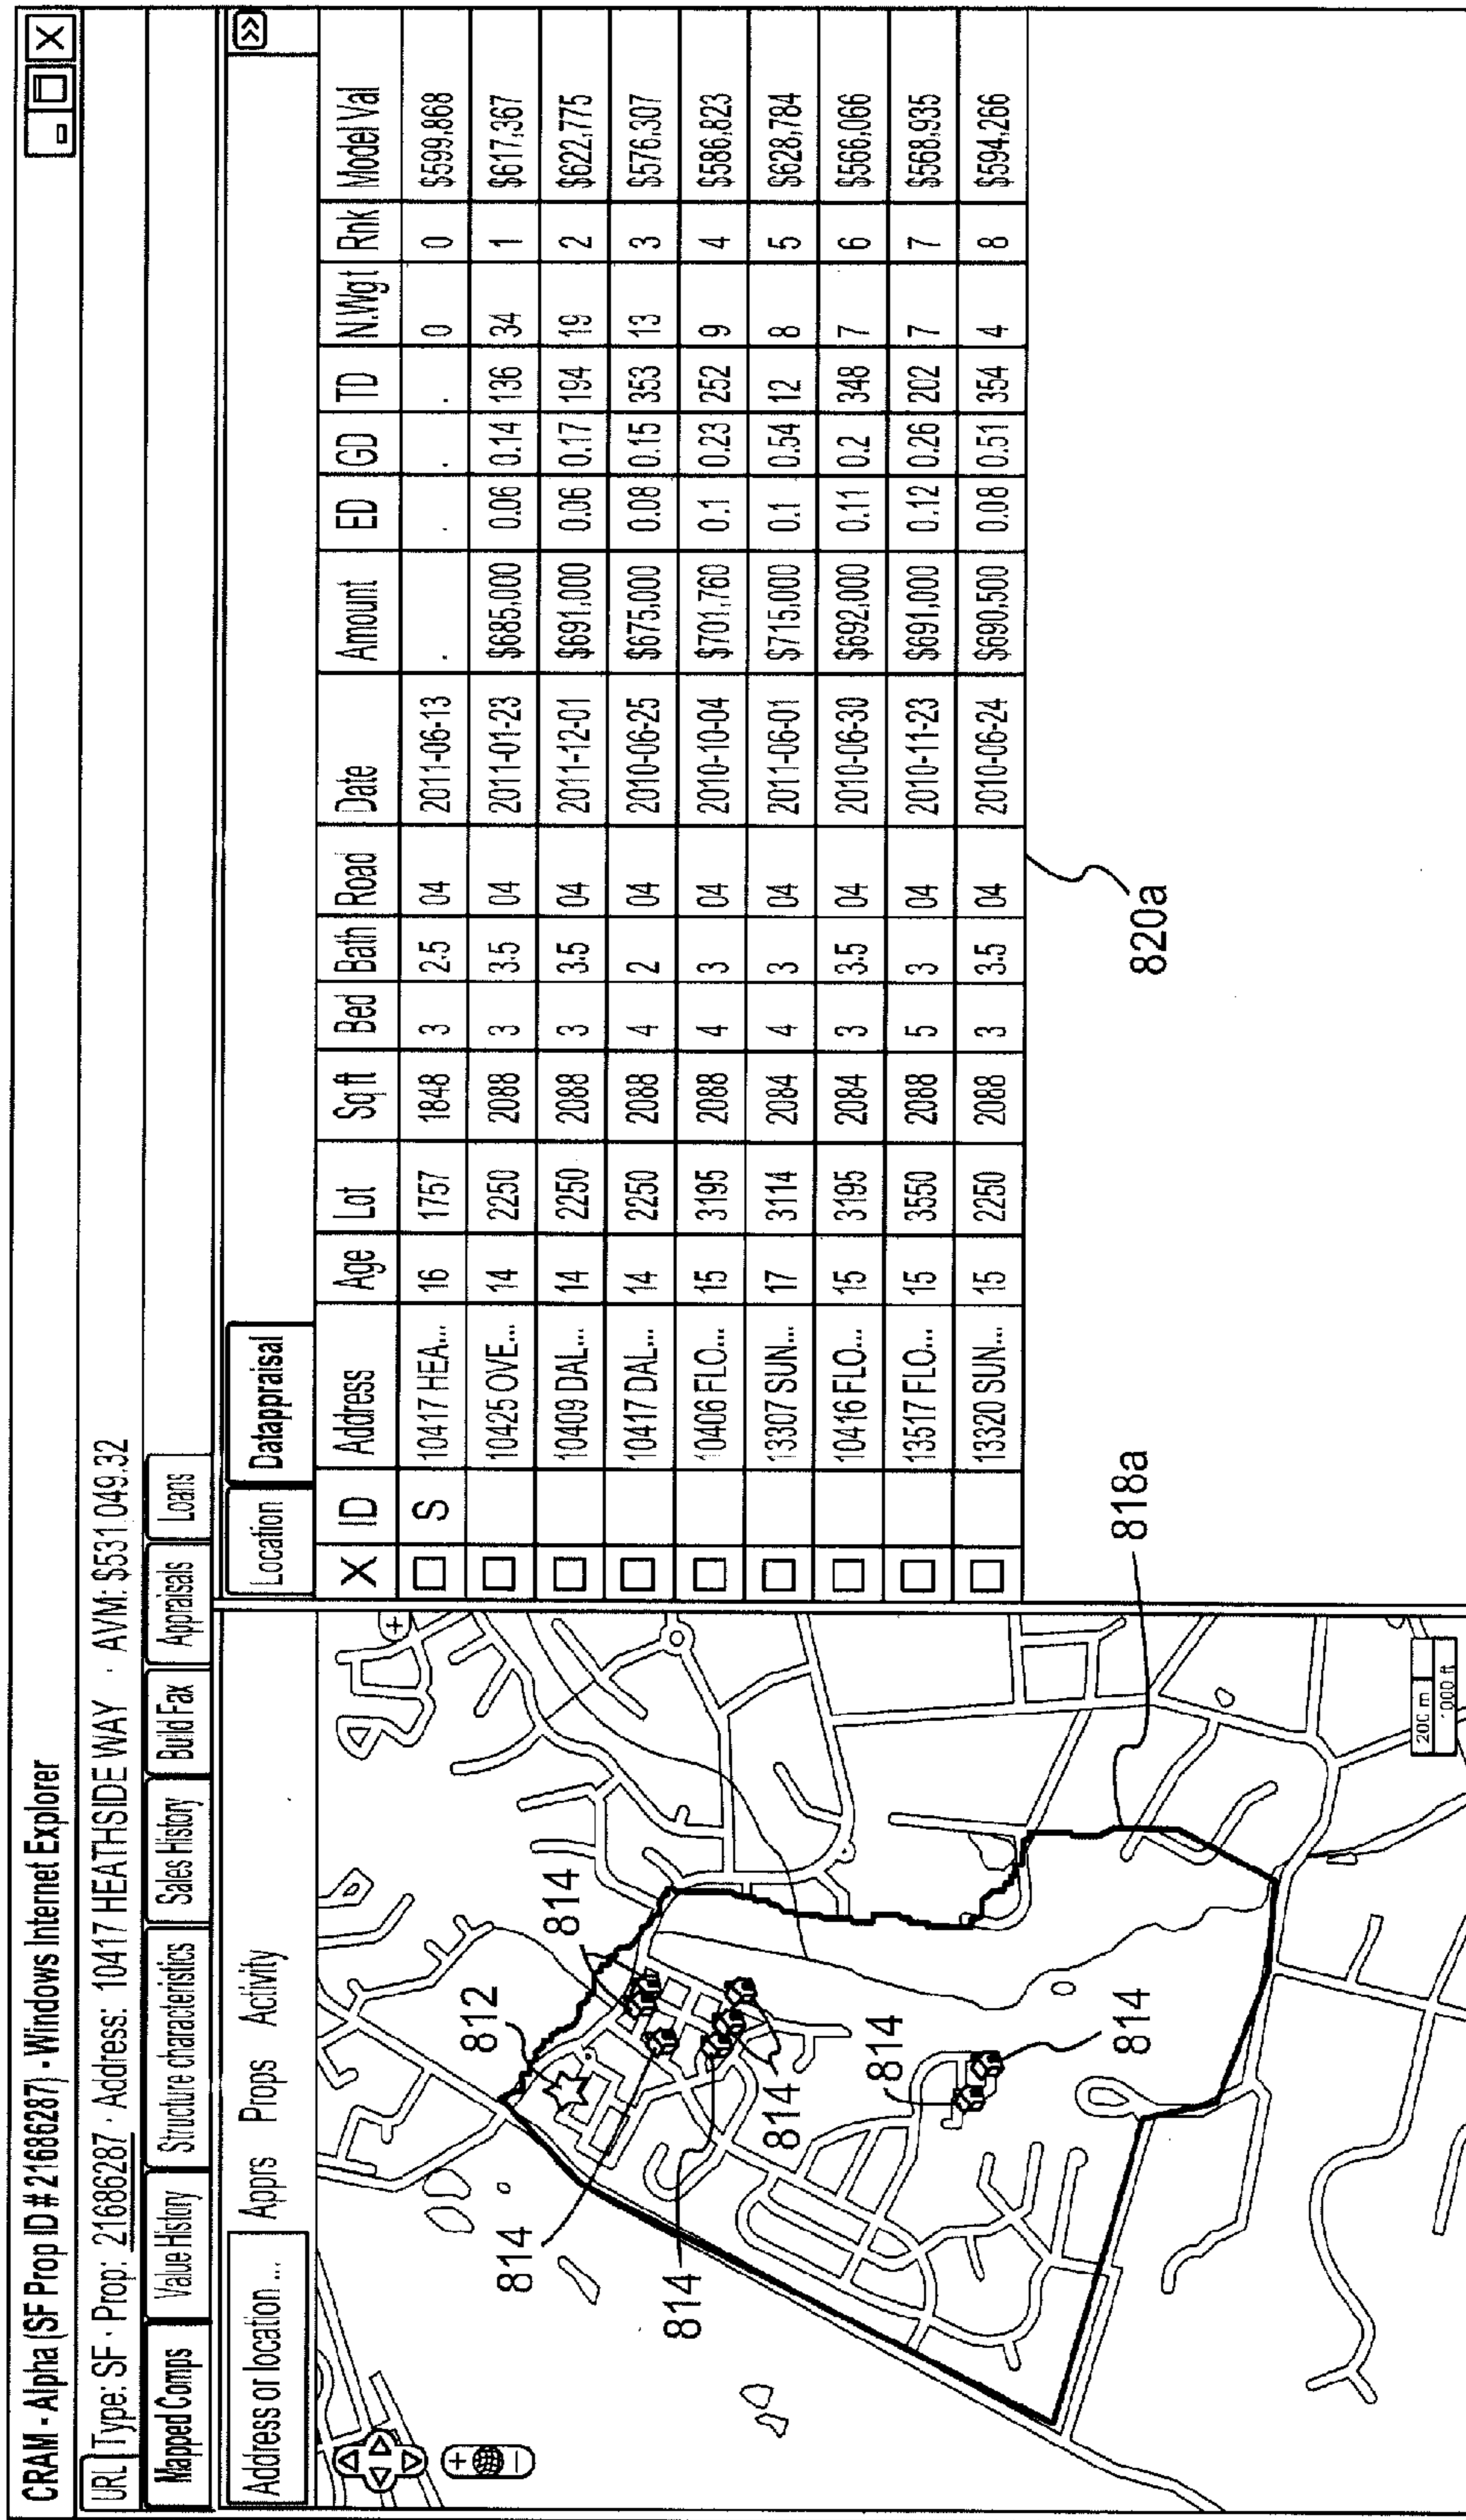 CRAM - Alpha (SF Prop ID # 21686287) - Windows Internet Explorer
URL Type: SF · Prop: 21686287 · Address: 10417 HEATHSIDE WAY · AVM: $531,049.32
Mapped Comps Value History Structure characteristics Sales History Build Fax Appraisals Loans
Address or location ... Apprs Props Activity
Location Datappraisal
X ID Address Age Lot Sq ft Bed Bath Road Date Amount ED GD TD N.Wgt Rnk Model Val
S 10417 HEA... 16 1757 1848 3 2.5 04 2011-06-13 . . . . 0 0 $599,868
10425 OVE... 14 2250 2088 3 3.5 04 2011-01-23 $685,000 0.06 0.14 136 34 1 $617,367
10409 DAL... 14 2250 2088 3 3.5 04 2011-12-01 $691,000 0.06 0.17 194 19 2 $622,775
10417 DAL... 14 2250 2088 4 2 04 2010-06-25 $675,000 0.08 0.15 353 13 3 $576,307
10406 FLO... 15 3195 2088 4 3 04 2010-10-04 $701,760 0.1 0.23 252 9 4 $586,823
13307 SUN... 17 3114 2084 4 3 04 2011-06-01 $715,000 0.1 0.54 12 8 5 $628,784
10416 FLO... 15 3195 2084 3 3.5 04 2010-06-30 $692,000 0.11 0.2 348 7 6 $566,066
13517 FLO... 15 3550 2088 5 3 04 2010-11-23 $691,000 0.12 0.26 202 7 7 $568,935
13320 SUN... 15 2250 2088 3 3.5 04 2010-06-24 $690,500 0.08 0.51 354 4 8 $594,266
820a
812
814
814
814
814
814
814
818a
200 m
1000 ft